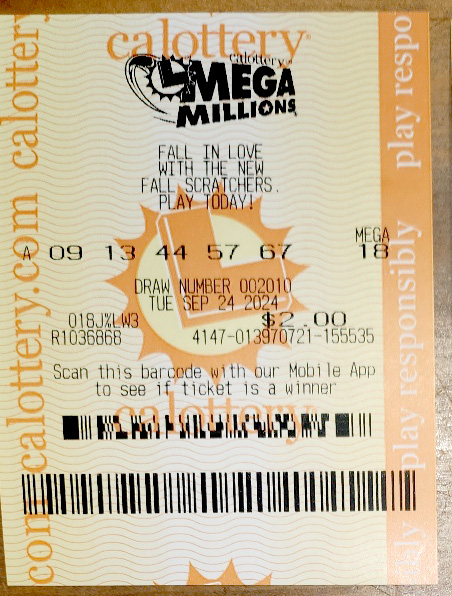 calottery
calottery
MEGA
MILLIONS
FALL IN LOVE
WITH THE NEW
FALL SCRATCHERS.
PLAY TODAY!
MEGA
A 09 13 44 57 67 18
DRAW NUMBER 002010
TUE SEP 24 2024
018J%LW3 $2.00
R1036868 4147-013970721-155535
Scan this barcode with our Mobile App
to see if ticket is a winner
calottery
com calottery.com calottery
play responsibly play respo